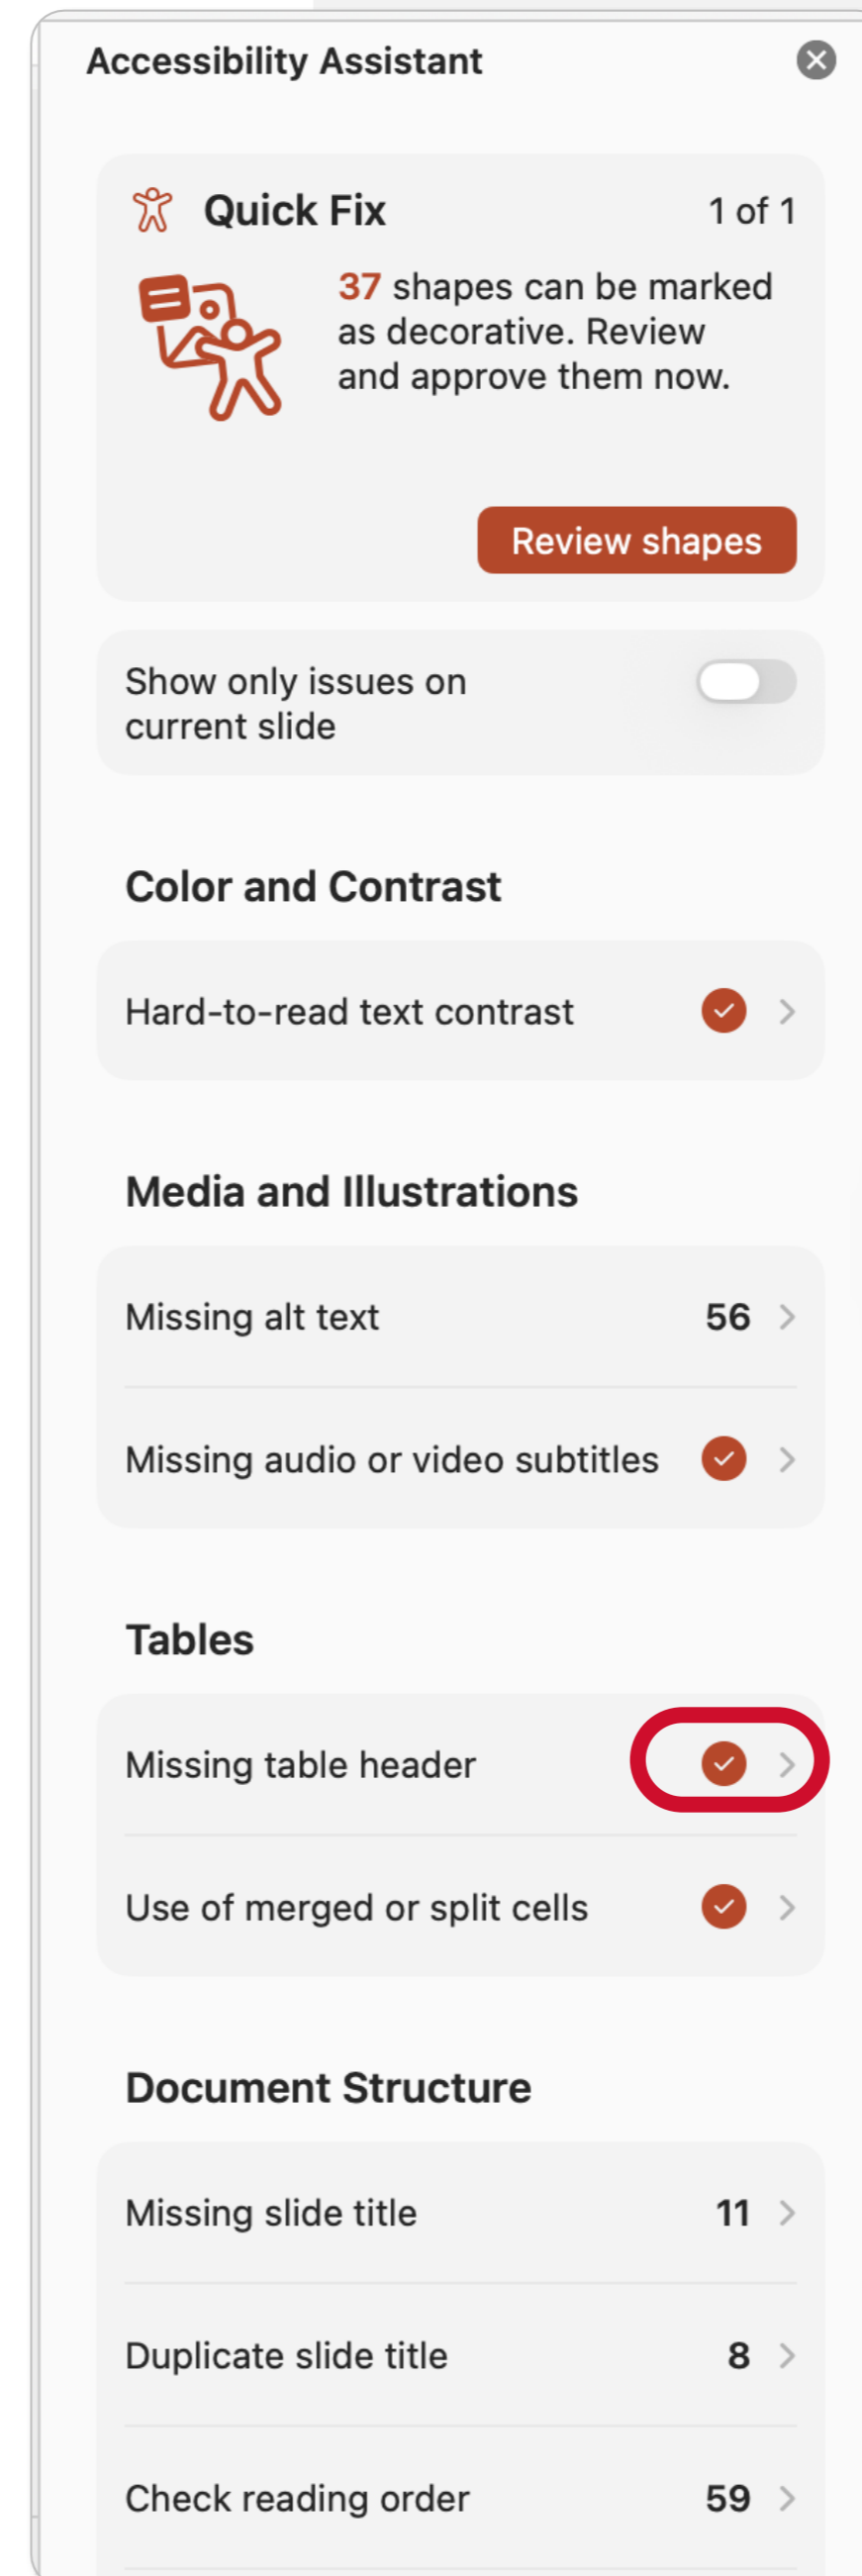 Accessibility Assistant
Quick Fix
1 of 1
37 shapes can be marked
as decorative. Review
and approve them now.
Review shapes
Show only issues on
current slide
Color and Contrast
Hard-to-read text contrast
Media and Illustrations
Missing alt text 56
Missing audio or video subtitles
Tables
Missing table header
Use of merged or split cells
Document Structure
Missing slide title 11
Duplicate slide title 8
Check reading order 59